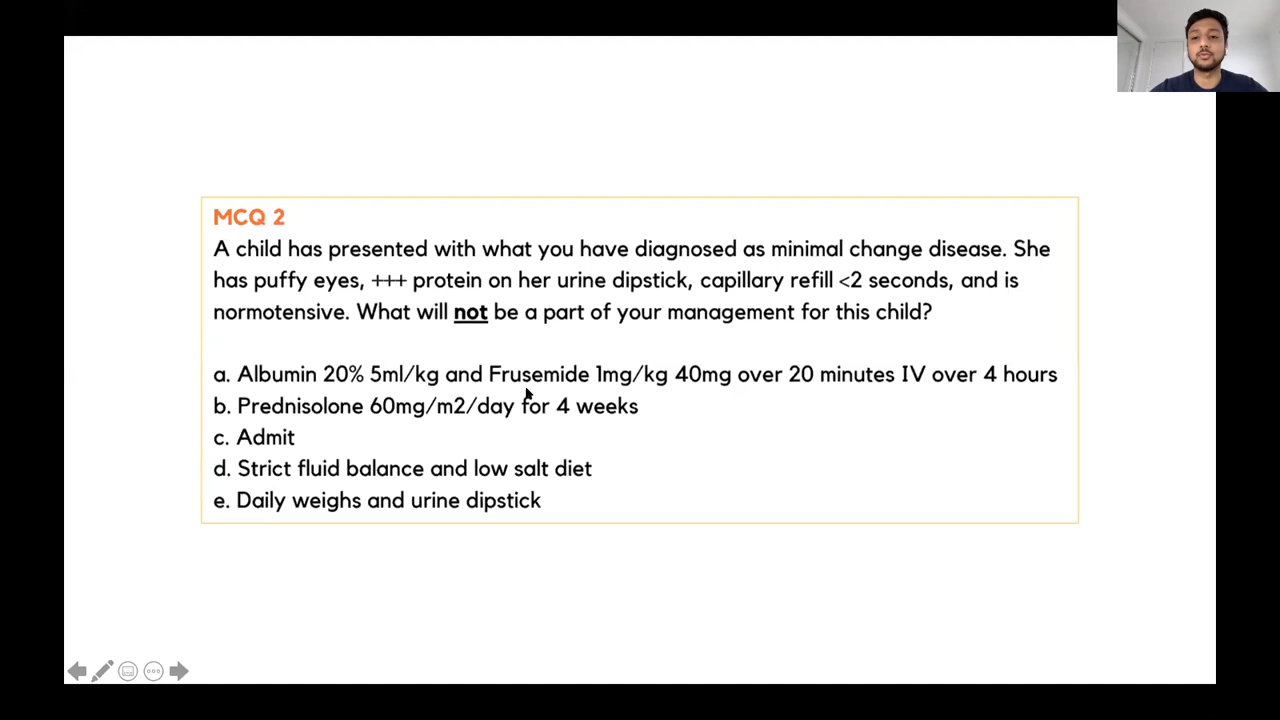 MCQ 2
A child has presented with what you have diagnosed as minimal change disease. She
has puffy eyes, +++ protein on her urine dipstick, capillary refill <2 seconds, and is
normotensive. What will not be a part of your management for this child?
a. Albumin 20% 5ml/kg and Frusemide 1mg/kg 40mg over 20 minutes IV over 4 hours
b. Prednisolone 60mg/m2/day for 4 weeks
c. Admit
d. Strict fluid balance and low salt diet
e. Daily weighs and urine dipstick